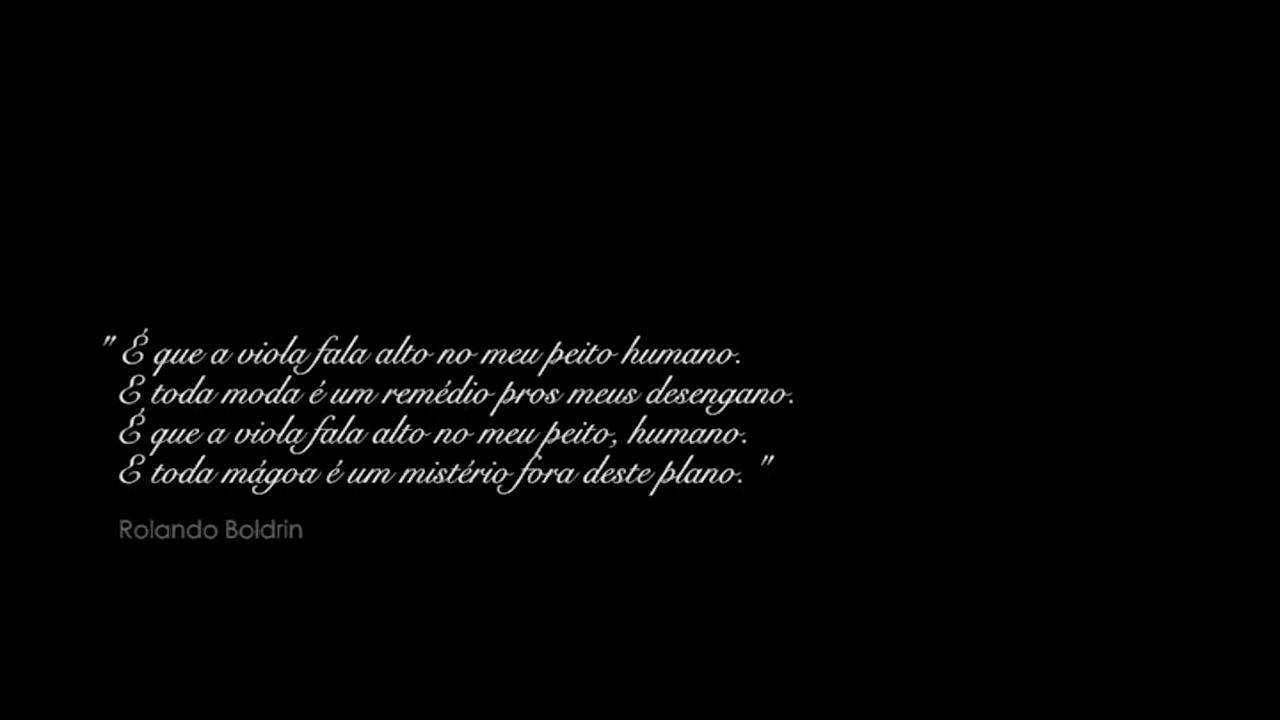 " É que a viola fala alto no meu peito humano.
E toda moda é um remédio pros meus desengano.
É que a viola fala alto no meu peito, humano.
E toda mágoa é um mistério fora deste plano. "
Rolando Boldrin